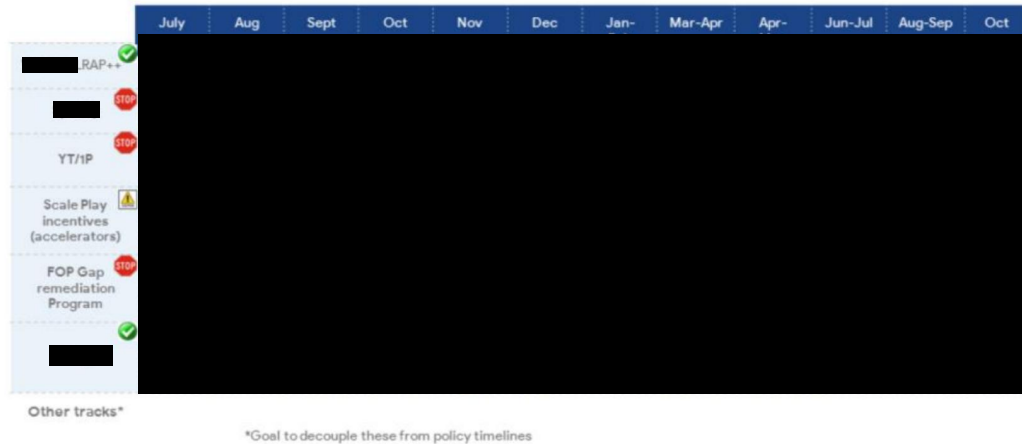 July Aug Sept Oct Nov Dec Jan- Mar-Apr Apr- Jun-Jul Aug-Sep Oct
LRAP++
STOP
STOP
YT/1P
Scale Play
incentives
(accelerators)
STOP
FOP Gap
remediation
Program
Other tracks*
*Goal to decouple these from policy timelines